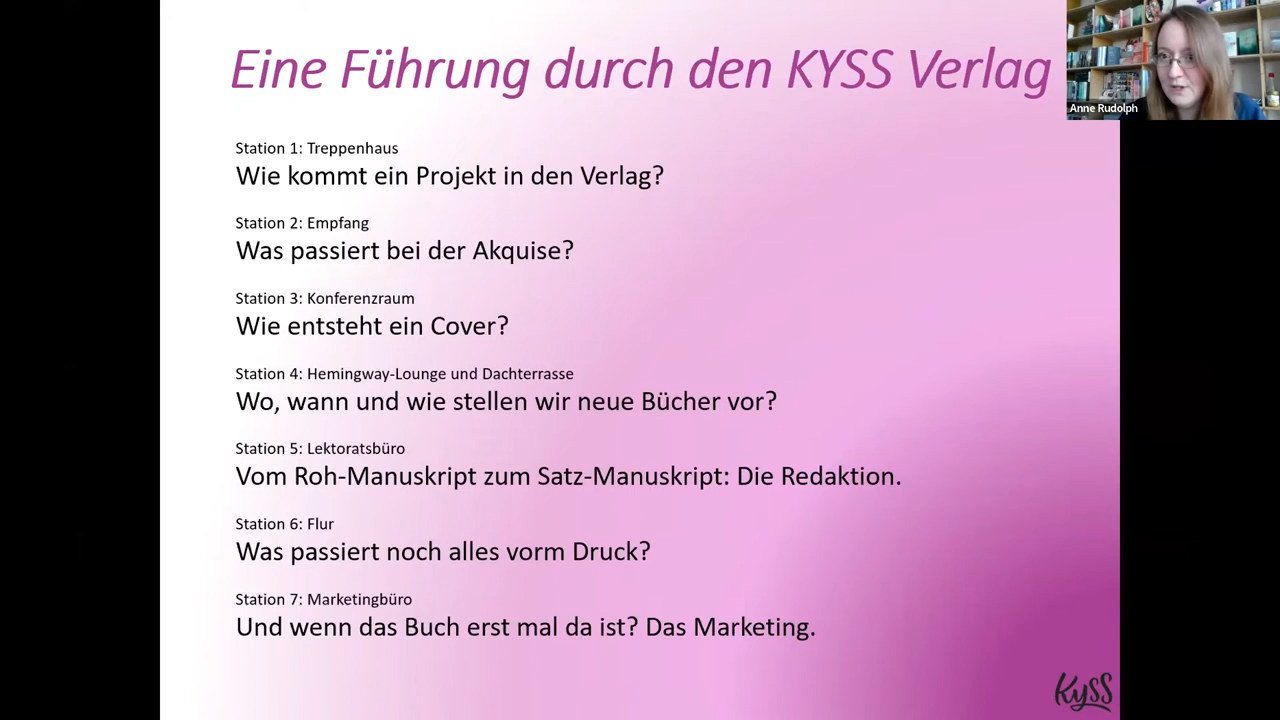 Eine Führung durch den KYSS Verlag
Anne Rudolph
Station 1: Treppenhaus
Wie kommt ein Projekt in den Verlag?
Station 2: Empfang
Was passiert bei der Akquise?
Station 3: Konferenzraum
Wie entsteht ein Cover?
Station 4: Hemingway-Lounge und Dachterrasse
Wo, wann und wie stellen wir neue Bücher vor?
Station 5: Lektoratsbüro
Vom Roh-Manuskript zum Satz-Manuskript: Die Redaktion.
Station 6: Flur
Was passiert noch alles vorm Druck?
Station 7: Marketingbüro
Und wenn das Buch erst mal da ist? Das Marketing.
KYSS